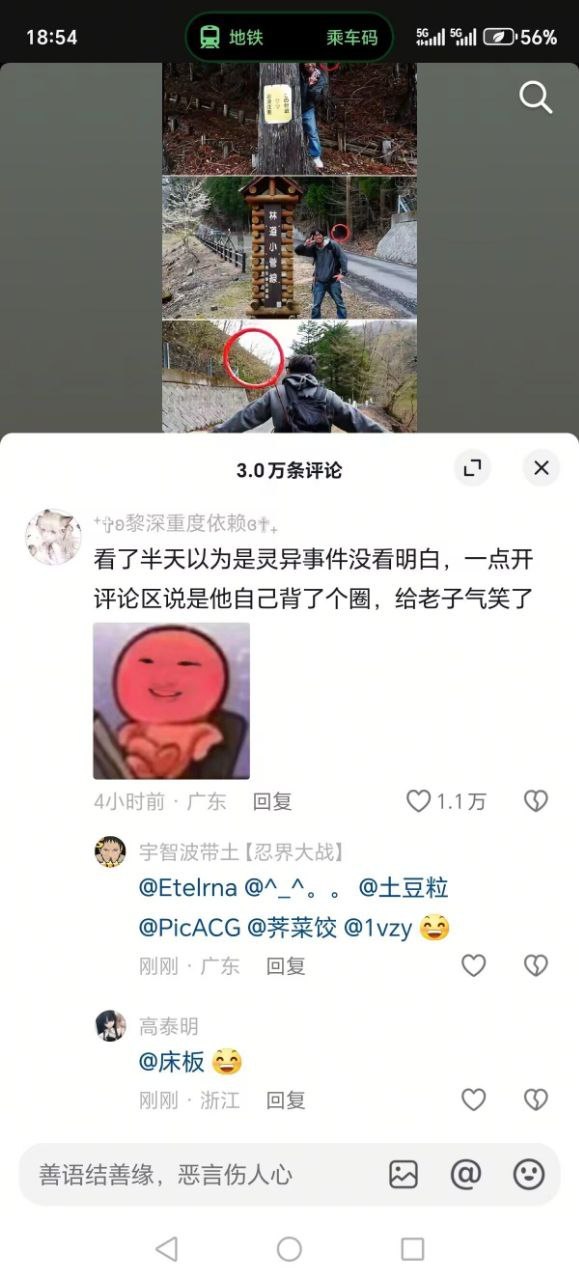 18:54
地铁
乘车码
5G
5G
56%
林道小菅線
3.0万条评论
⁺✞ʚ黎深重度依赖ɞ✟₊
看了半天以为是灵异事件没看明白，一点开
评论区说是他自己背了个圈，给老子气笑了
4小时前 · 广东
回复
1.1万
宇智波带土【忍界大战】
@Etelrna @^_^。。 @土豆粒
@PicACG @荠菜饺 @1vzy 😄
刚刚 · 广东
回复
高泰明
@床板 😄
刚刚 · 浙江
回复
善语结善缘，恶言伤人心